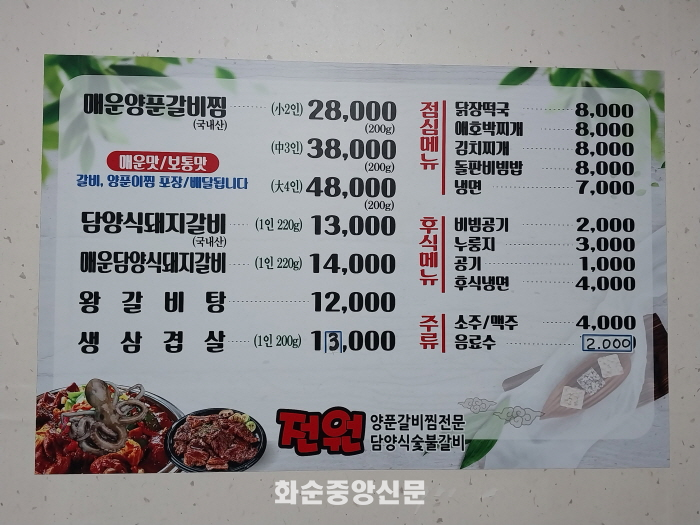 매운양푼갈비찜 (小2인) 28,000
(국내산) (200g)
(中3인) 38,000
(200g)
매운맛/보통맛
갈비, 양푼이찜 포장/배달됩니다
(大4인) 48,000
(200g)
담양식돼지갈비 (1인 220g) 13,000
(국내산)
매운담양식돼지갈비 (1인 220g) 14,000
왕 갈 비 탕 12,000
생 삼 겹 살 (1인 200g) 13,000
점심메뉴
닭장떡국 8,000
애호박찌개 8,000
김치찌개 8,000
돌판비빔밥 8,000
냉면 7,000
후식메뉴
비빔공기 2,000
누룽지 3,000
공기 1,000
후식냉면 4,000
주류
소주/맥주 4,000
음료수 2.000
전원
양푼갈비찜전문
담양식숯불갈비
화순중앙신문